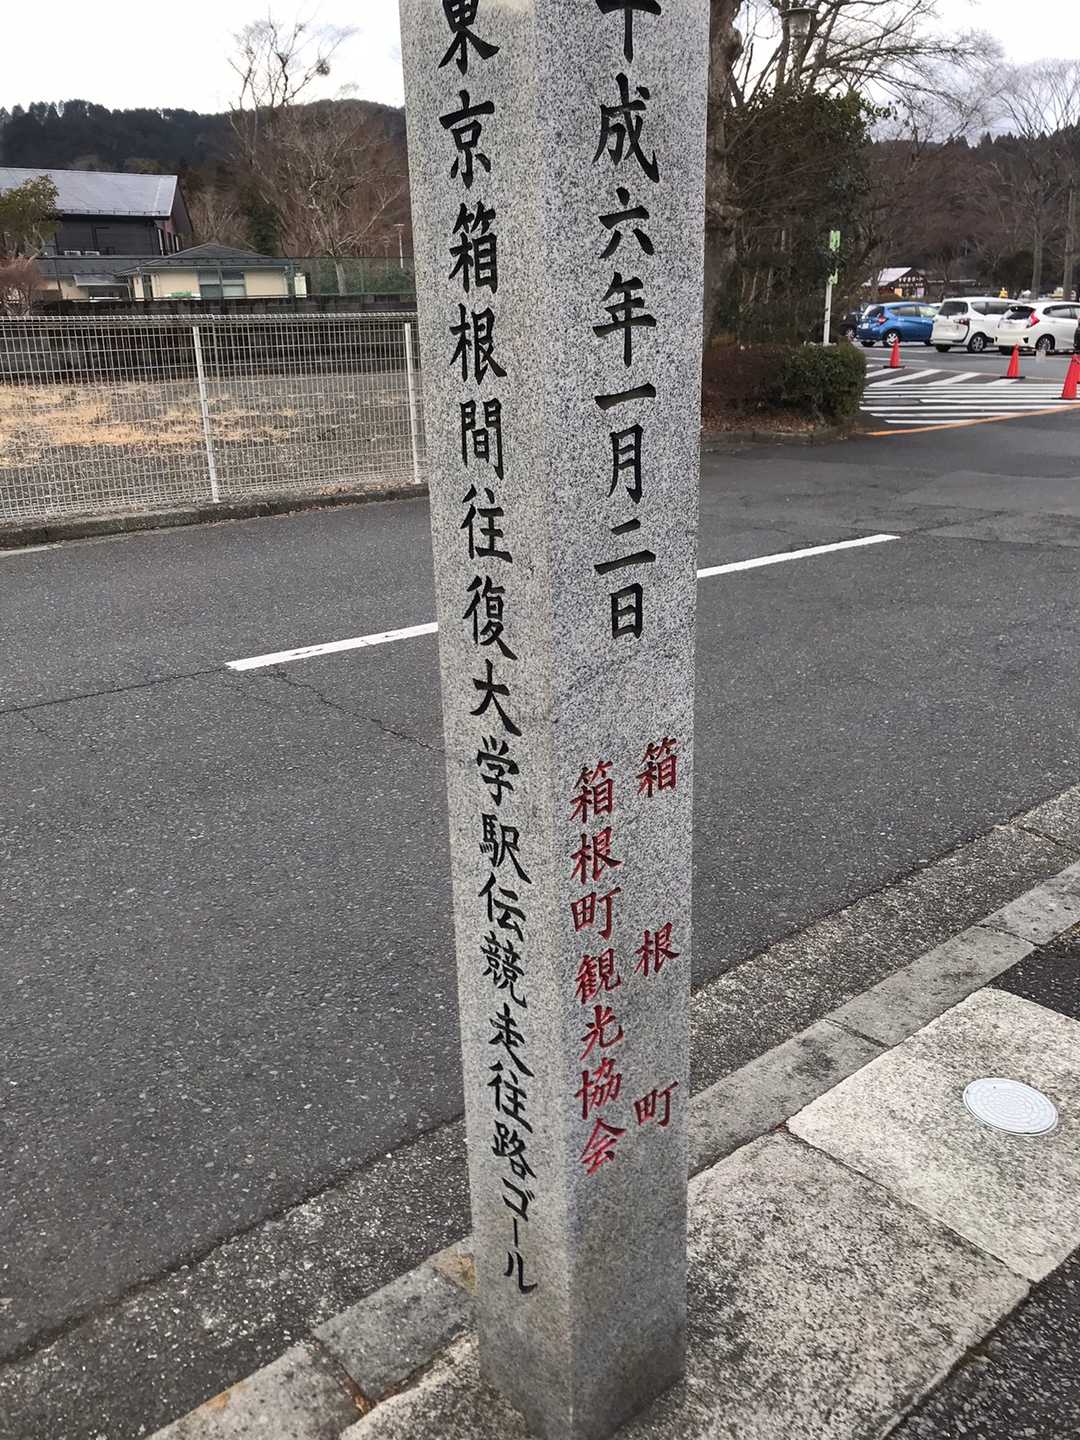 東京箱根間往復大学駅伝競走往路ゴール
平成六年一月二日
箱根町
箱根町観光協会